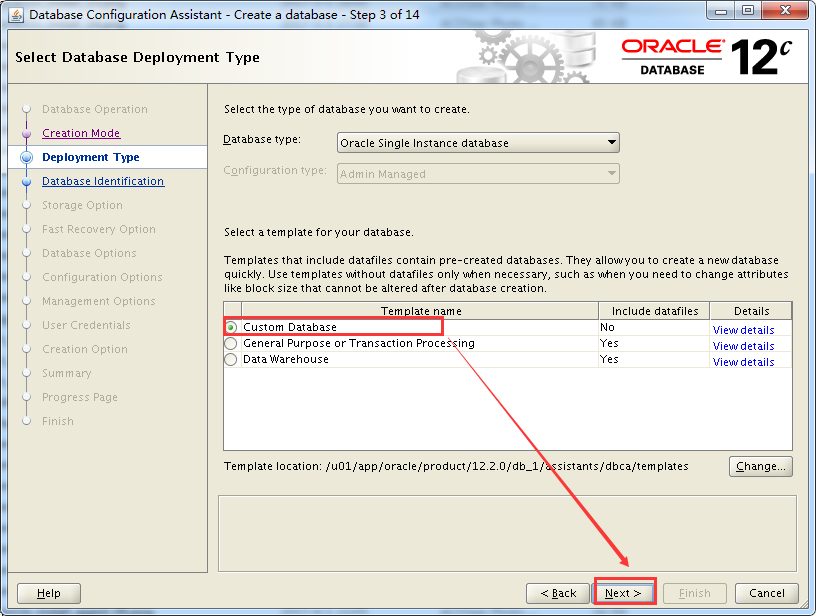 Database Configuration Assistant - Create a database - Step 3 of 14
Select Database Deployment Type
ORACLE®
DATABASE
12c
Database Operation
Creation Mode
Deployment Type
Database Identification
Storage Option
Fast Recovery Option
Database Options
Configuration Options
Management Options
User Credentials
Creation Option
Summary
Progress Page
Finish
Select the type of database you want to create.
Database type: Oracle Single Instance database
Configuration type: Admin Managed
Select a template for your database.
Templates that include datafiles contain pre-created databases. They allow you to create a new database
quickly. Use templates without datafiles only when necessary, such as when you need to change attributes
like block size that cannot be altered after database creation.
Template name Include datafiles Details
Custom Database No View details
General Purpose or Transaction Processing Yes View details
Data Warehouse Yes View details
Template location: /u01/app/oracle/product/12.2.0/db_1/assistants/dbca/templates Change...
Help < Back Next > Finish Cancel